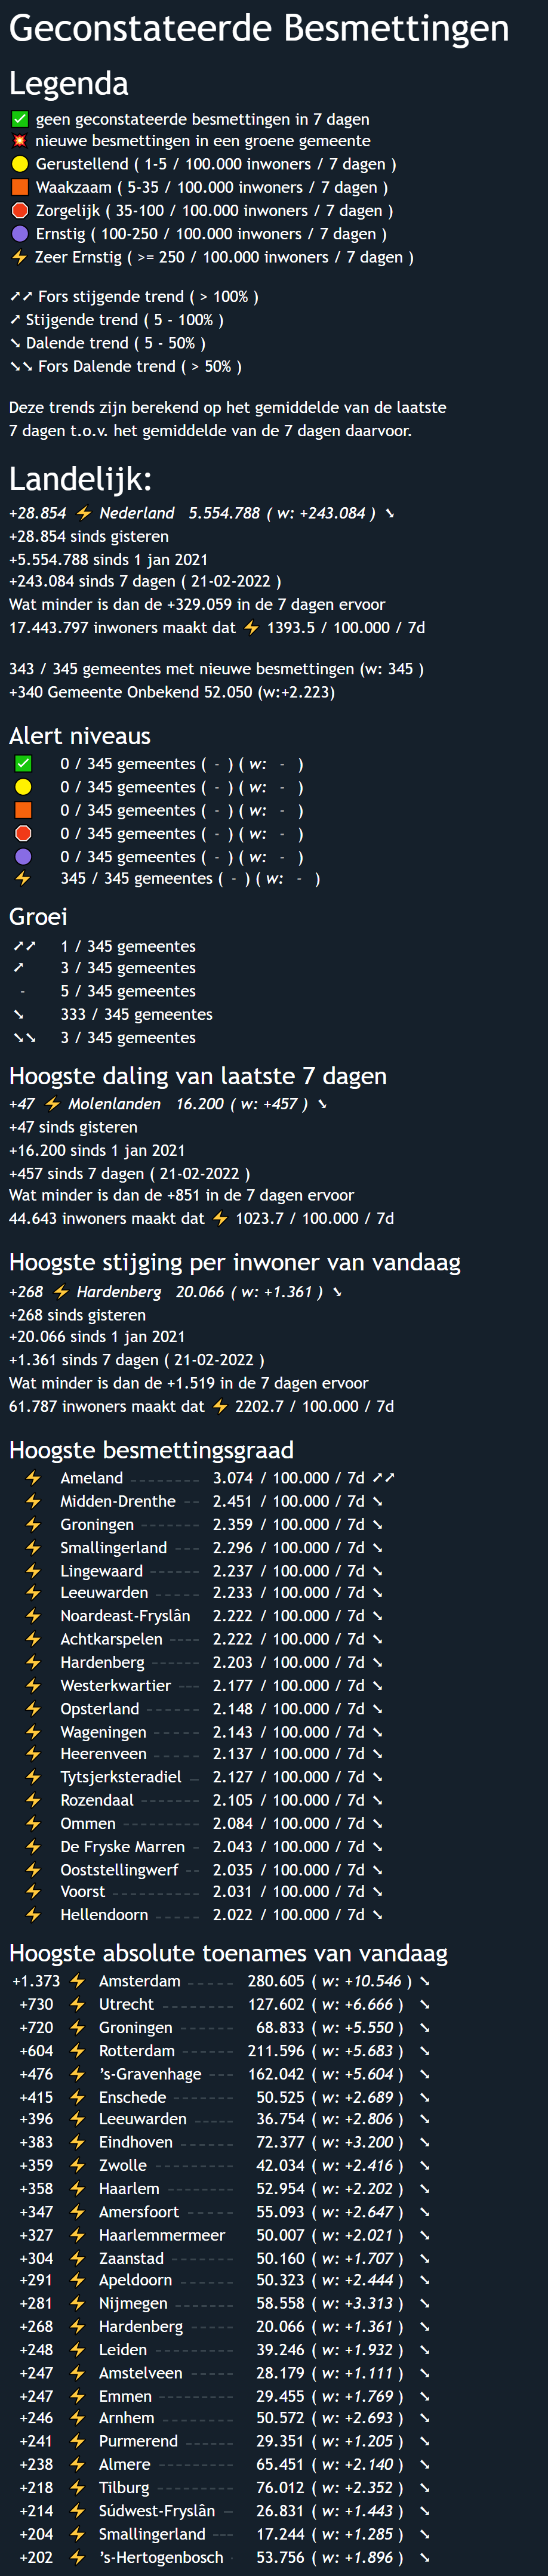 Geconstateerde Besmettingen
Legenda
✅ geen geconstateerde besmettingen in 7 dagen
💥 nieuwe besmettingen in een groene gemeente
🟡 Gerustellend ( 1-5 / 100.000 inwoners / 7 dagen )
🟧 Waakzaam ( 5-35 / 100.000 inwoners / 7 dagen )
🛑 Zorgelijk ( 35-100 / 100.000 inwoners / 7 dagen )
🟣 Ernstig ( 100-250 / 100.000 inwoners / 7 dagen )
⚡ Zeer Ernstig ( >= 250 / 100.000 inwoners / 7 dagen )
➚➚ Fors stijgende trend ( > 100% )
➚ Stijgende trend ( 5 - 100% )
➘ Dalende trend ( 5 - 50% )
➘➘ Fors Dalende trend ( > 50% )
Deze trends zijn berekend op het gemiddelde van de laatste
7 dagen t.o.v. het gemiddelde van de 7 dagen daarvoor.
Landelijk:
+28.854 ⚡ Nederland 5.554.788 ( w: +243.084 ) ➘
+28.854 sinds gisteren
+5.554.788 sinds 1 jan 2021
+243.084 sinds 7 dagen ( 21-02-2022 )
Wat minder is dan de +329.059 in de 7 dagen ervoor
17.443.797 inwoners maakt dat ⚡ 1393.5 / 100.000 / 7d
343 / 345 gemeentes met nieuwe besmettingen (w: 345 )
+340 Gemeente Onbekend 52.050 (w:+2.223)
Alert niveaus
✅ 0 / 345 gemeentes ( - ) ( w: - )
🟡 0 / 345 gemeentes ( - ) ( w: - )
🟧 0 / 345 gemeentes ( - ) ( w: - )
🛑 0 / 345 gemeentes ( - ) ( w: - )
🟣 0 / 345 gemeentes ( - ) ( w: - )
⚡ 345 / 345 gemeentes ( - ) ( w: - )
Groei
➚➚ 1 / 345 gemeentes
➚ 3 / 345 gemeentes
- 5 / 345 gemeentes
➘ 333 / 345 gemeentes
➘➘ 3 / 345 gemeentes
Hoogste daling van laatste 7 dagen
+47 ⚡ Molenlanden 16.200 ( w: +457 ) ➘
+47 sinds gisteren
+16.200 sinds 1 jan 2021
+457 sinds 7 dagen ( 21-02-2022 )
Wat minder is dan de +851 in de 7 dagen ervoor
44.643 inwoners maakt dat ⚡ 1023.7 / 100.000 / 7d
Hoogste stijging per inwoner van vandaag
+268 ⚡ Hardenberg 20.066 ( w: +1.361 ) ➘
+268 sinds gisteren
+20.066 sinds 1 jan 2021
+1.361 sinds 7 dagen ( 21-02-2022 )
Wat minder is dan de +1.519 in de 7 dagen ervoor
61.787 inwoners maakt dat ⚡ 2202.7 / 100.000 / 7d
Hoogste besmettingsgraad
⚡ Ameland ------- 3.074 / 100.000 / 7d ➚➚
⚡ Midden-Drenthe -- 2.451 / 100.000 / 7d ➘
⚡ Groningen ------ 2.359 / 100.000 / 7d ➘
⚡ Smallingerland --- 2.296 / 100.000 / 7d ➘
⚡ Lingewaard ------ 2.237 / 100.000 / 7d ➘
⚡ Leeuwarden ----- 2.233 / 100.000 / 7d ➘
⚡ Noardeast-Fryslân 2.222 / 100.000 / 7d ➘
⚡ Achtkarspelen ---- 2.222 / 100.000 / 7d ➘
⚡ Hardenberg ------ 2.203 / 100.000 / 7d ➘
⚡ Westerkwartier --- 2.177 / 100.000 / 7d ➘
⚡ Opsterland ------ 2.148 / 100.000 / 7d ➘
⚡ Wageningen ----- 2.143 / 100.000 / 7d ➘
⚡ Heerenveen ----- 2.137 / 100.000 / 7d ➘
⚡ Tytsjerksteradiel - 2.127 / 100.000 / 7d ➘
⚡ Rozendaal ------- 2.105 / 100.000 / 7d ➘
⚡ Ommen --------- 2.084 / 100.000 / 7d ➘
⚡ De Fryske Marren - 2.043 / 100.000 / 7d ➘
⚡ Ooststellingwerf -- 2.035 / 100.000 / 7d ➘
⚡ Voorst ---------- 2.031 / 100.000 / 7d ➘
⚡ Hellendoorn ------ 2.022 / 100.000 / 7d ➘
Hoogste absolute toenames van vandaag
+1.373 ⚡ Amsterdam ----- 280.605 ( w: +10.546 ) ➘
+730 ⚡ Utrecht -------- 127.602 ( w: +6.666 ) ➘
+720 ⚡ Groningen ------ 68.833 ( w: +5.550 ) ➘
+604 ⚡ Rotterdam ------ 211.596 ( w: +5.683 ) ➘
+476 ⚡ 's-Gravenhage --- 162.042 ( w: +5.604 ) ➘
+415 ⚡ Enschede ------- 50.525 ( w: +2.689 ) ➘
+396 ⚡ Leeuwarden ----- 36.754 ( w: +2.806 ) ➘
+383 ⚡ Eindhoven ------ 72.377 ( w: +3.200 ) ➘
+359 ⚡ Zwolle --------- 42.034 ( w: +2.416 ) ➘
+358 ⚡ Haarlem -------- 52.954 ( w: +2.202 ) ➘
+347 ⚡ Amersfoort ------ 55.093 ( w: +2.647 ) ➘
+327 ⚡ Haarlemmermeer 50.007 ( w: +2.021 ) ➘
+304 ⚡ Zaanstad ------- 50.160 ( w: +1.707 ) ➘
+291 ⚡ Apeldoorn ------ 50.323 ( w: +2.444 ) ➘
+281 ⚡ Nijmegen ------- 58.558 ( w: +3.313 ) ➘
+268 ⚡ Hardenberg ----- 20.066 ( w: +1.361 ) ➘
+248 ⚡ Leiden --------- 39.246 ( w: +1.932 ) ➘
+247 ⚡ Amstelveen ----- 28.179 ( w: +1.111 ) ➘
+247 ⚡ Emmen -------- 29.455 ( w: +1.769 ) ➘
+246 ⚡ Arnhem -------- 50.572 ( w: +2.693 ) ➘
+241 ⚡ Purmerend ------ 29.351 ( w: +1.205 ) ➘
+238 ⚡ Almere --------- 65.451 ( w: +2.140 ) ➘
+218 ⚡ Tilburg --------- 76.012 ( w: +2.352 ) ➘
+214 ⚡ Súdwest-Fryslân - 26.831 ( w: +1.443 ) ➘
+204 ⚡ Smallingerland --- 17.244 ( w: +1.285 ) ➘
+202 ⚡ 's-Hertogenbosch - 53.756 ( w: +1.896 ) ➘